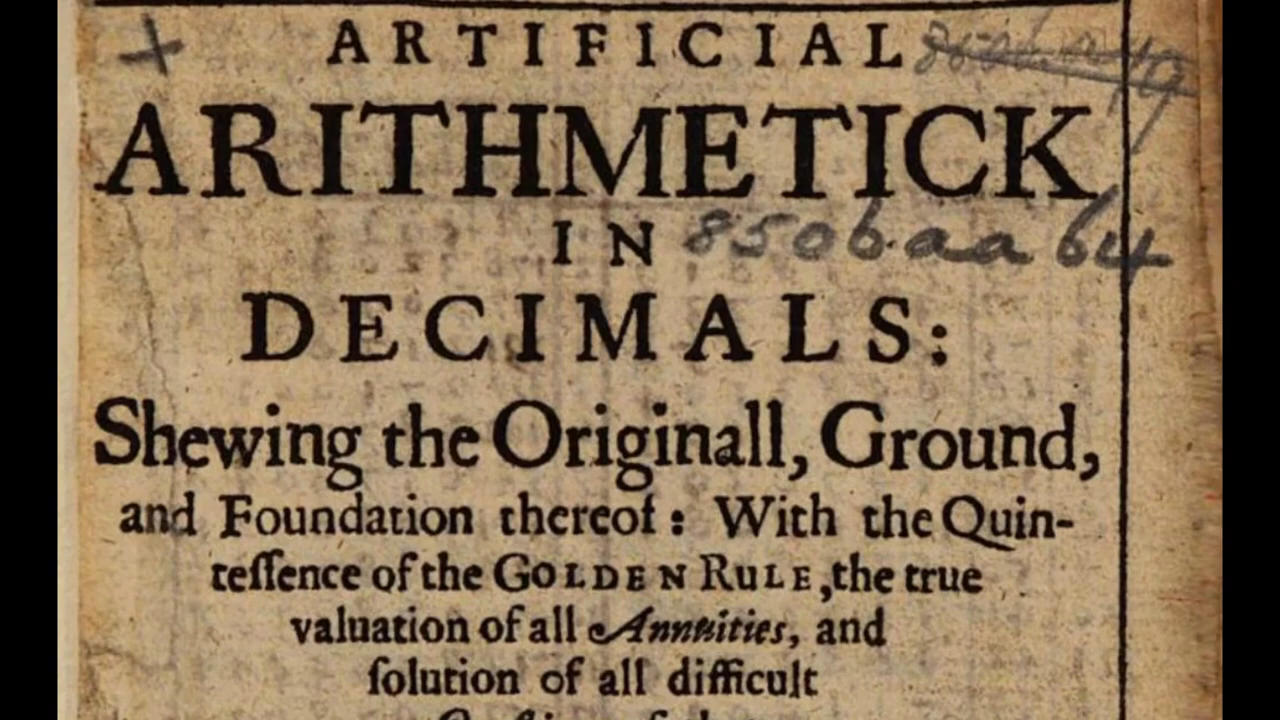 ARTIFICIAL
ARITHMETICK
IN 8506.aa 64
DECIMALS:
Shewing the Originall, Ground,
and Foundation thereof: With the Quin-
teſſence of the GOLDEN RULE, the true
valuation of all Annuities, and
ſolution of all difficult